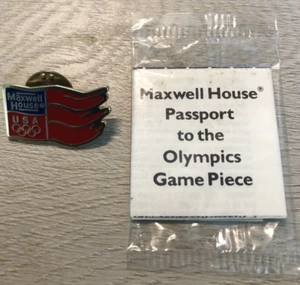 Maxwell
House®
USA
Maxwell House®
Passport
to the
Olympics
Game Piece